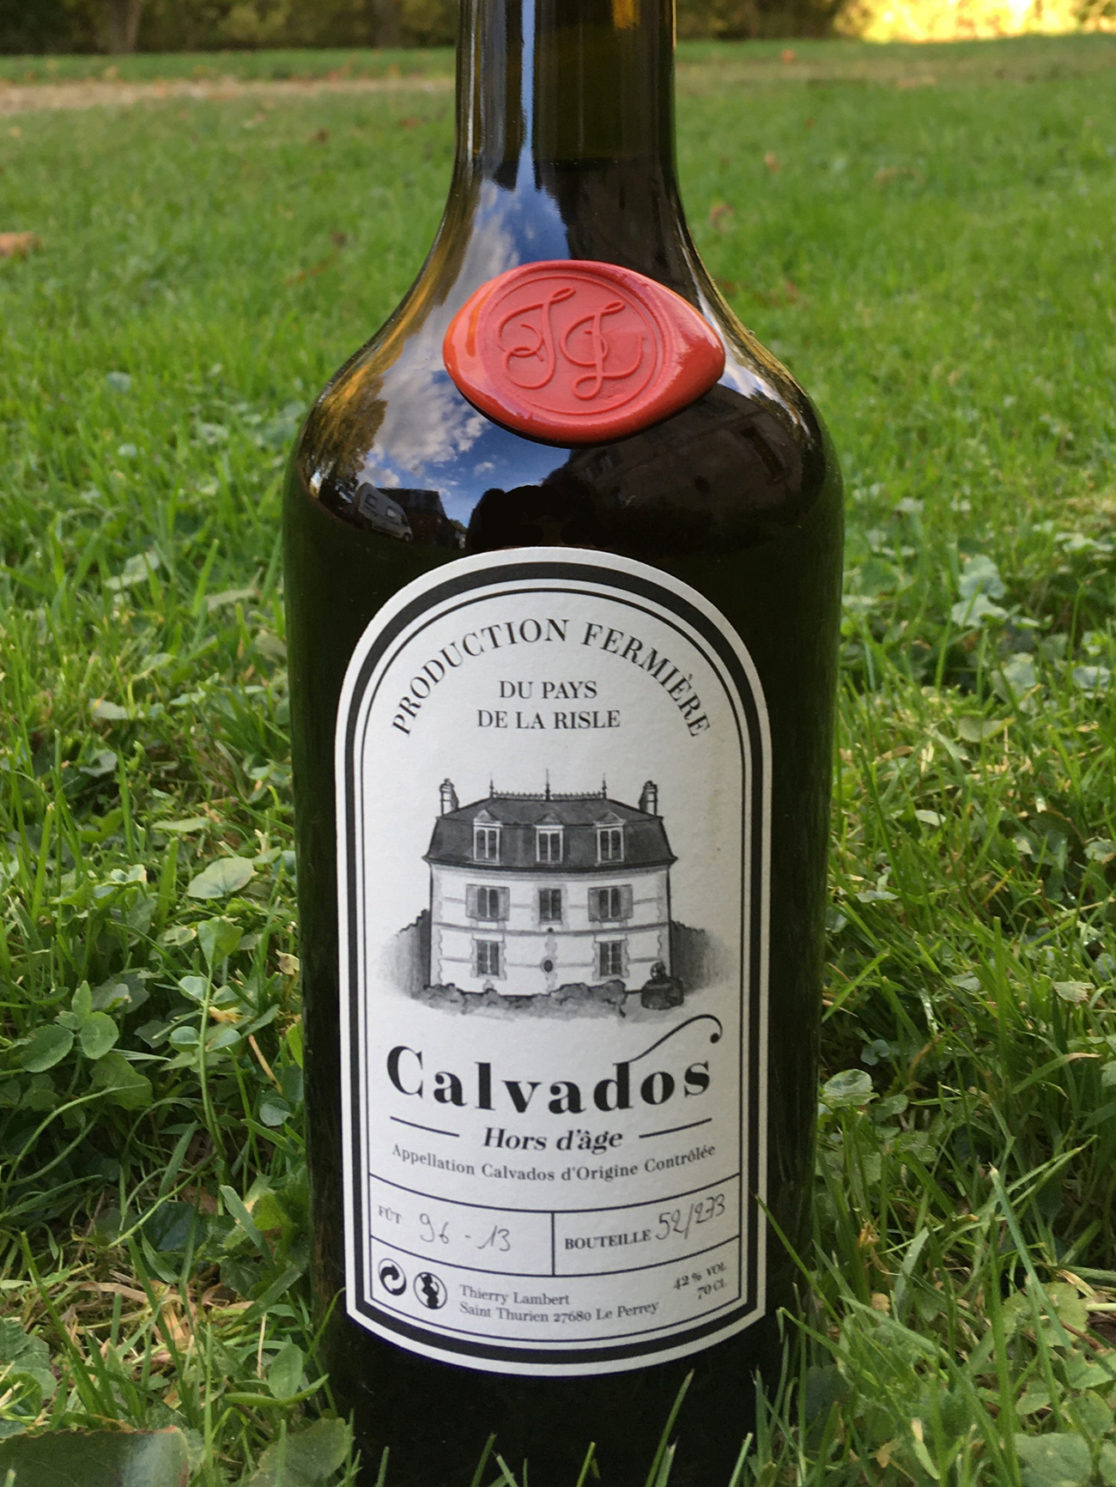 TL
PRODUCTION FERMIÈRE
DU PAYS
DE LA RISLE
Calvados
Hors d'âge
Appellation Calvados d'Origine Contrôlée
FÛT 96 - 13
BOUTEILLE 52/273
Thierry Lambert
Saint Thurien 27680 Le Perrey
42 % VOL
70 CL